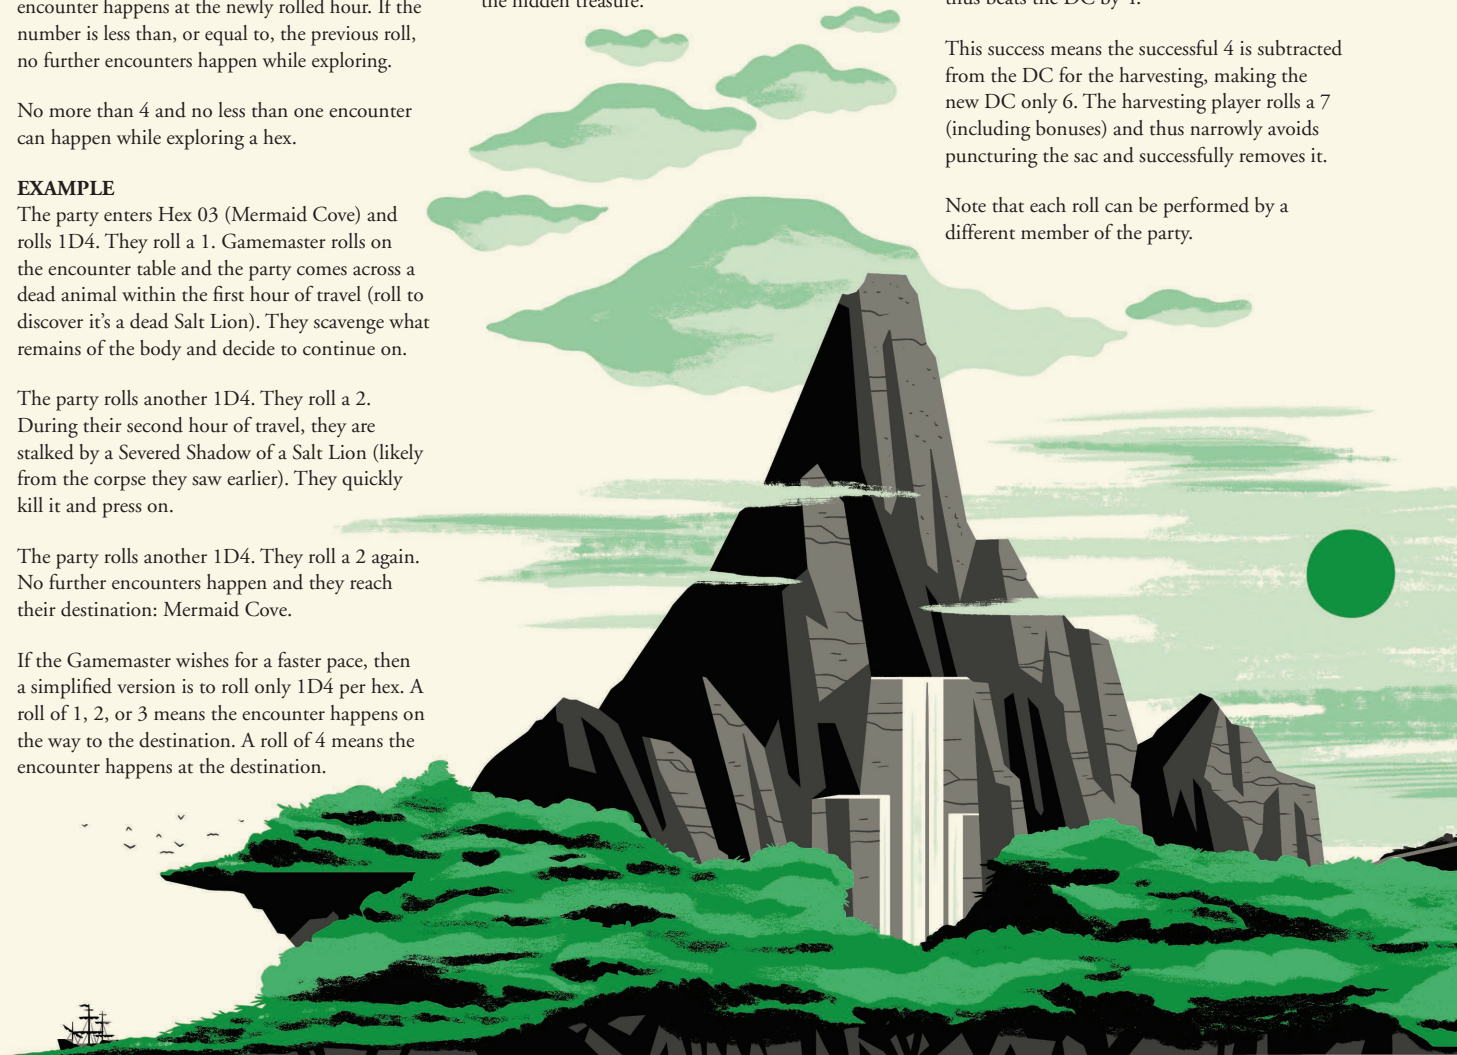 encounter happens at the newly rolled hour. If the
number is less than, or equal to, the previous roll,
no further encounters happen while exploring.
No more than 4 and no less than one encounter
can happen while exploring a hex.
EXAMPLE
The party enters Hex 03 (Mermaid Cove) and
rolls 1D4. They roll a 1. Gamemaster rolls on
the encounter table and the party comes across a
dead animal within the first hour of travel (roll to
discover it’s a dead Salt Lion). They scavenge what
remains of the body and decide to continue on.
The party rolls another 1D4. They roll a 2.
During their second hour of travel, they are
stalked by a Severed Shadow of a Salt Lion (likely
from the corpse they saw earlier). They quickly
kill it and press on.
The party rolls another 1D4. They roll a 2 again.
No further encounters happen and they reach
their destination: Mermaid Cove.
If the Gamemaster wishes for a faster pace, then
a simplified version is to roll only 1D4 per hex. A
roll of 1, 2, or 3 means the encounter happens on
the way to the destination. A roll of 4 means the
encounter happens at the destination.
the hidden treasure.
thus beats the DC by 4.
This success means the successful 4 is subtracted
from the DC for the harvesting, making the
new DC only 6. The harvesting player rolls a 7
(including bonuses) and thus narrowly avoids
puncturing the sac and successfully removes it.
Note that each roll can be performed by a
different member of the party.